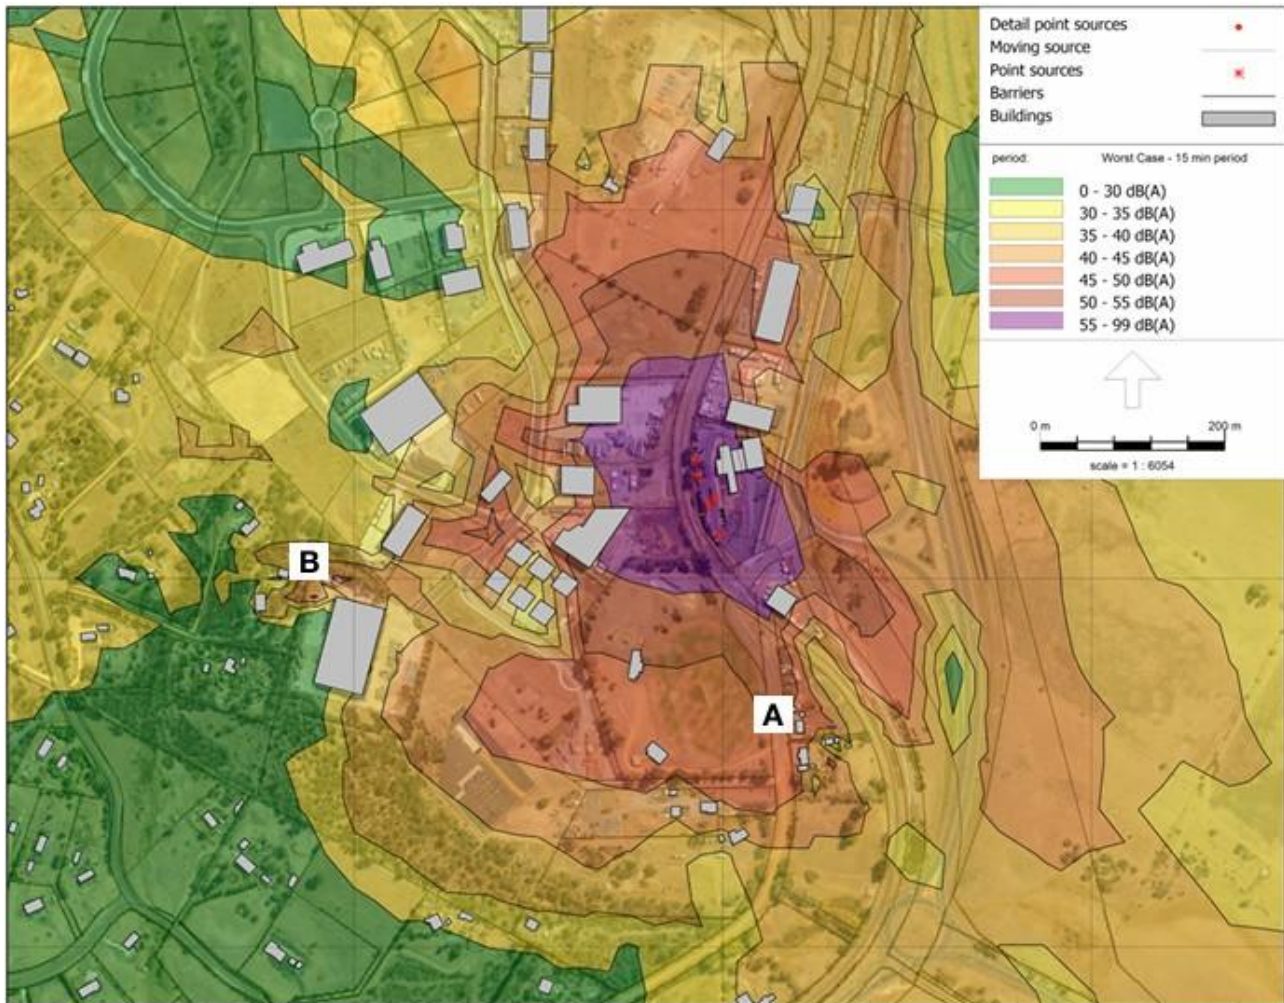 Detail point sources
Moving source
Point sources
Barriers
Buildings
period: Worst Case - 15 min period
0 - 30 dB(A)
30 - 35 dB(A)
35 - 40 dB(A)
40 - 45 dB(A)
45 - 50 dB(A)
50 - 55 dB(A)
55 - 99 dB(A)
0 m 200 m
scale = 1 : 6054
B
A